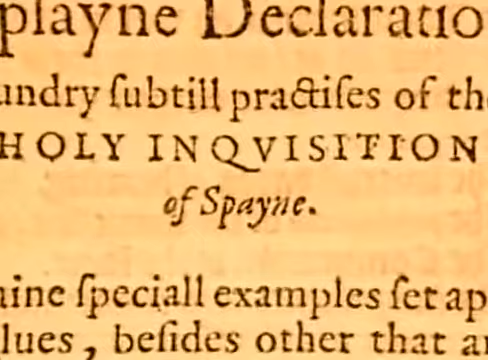 playne Declaratio
undry ſubtill practiſes of th
HOLY INQVISITION
of Spayne.
aine ſpeciall examples ſet ap
lues, beſides other that a